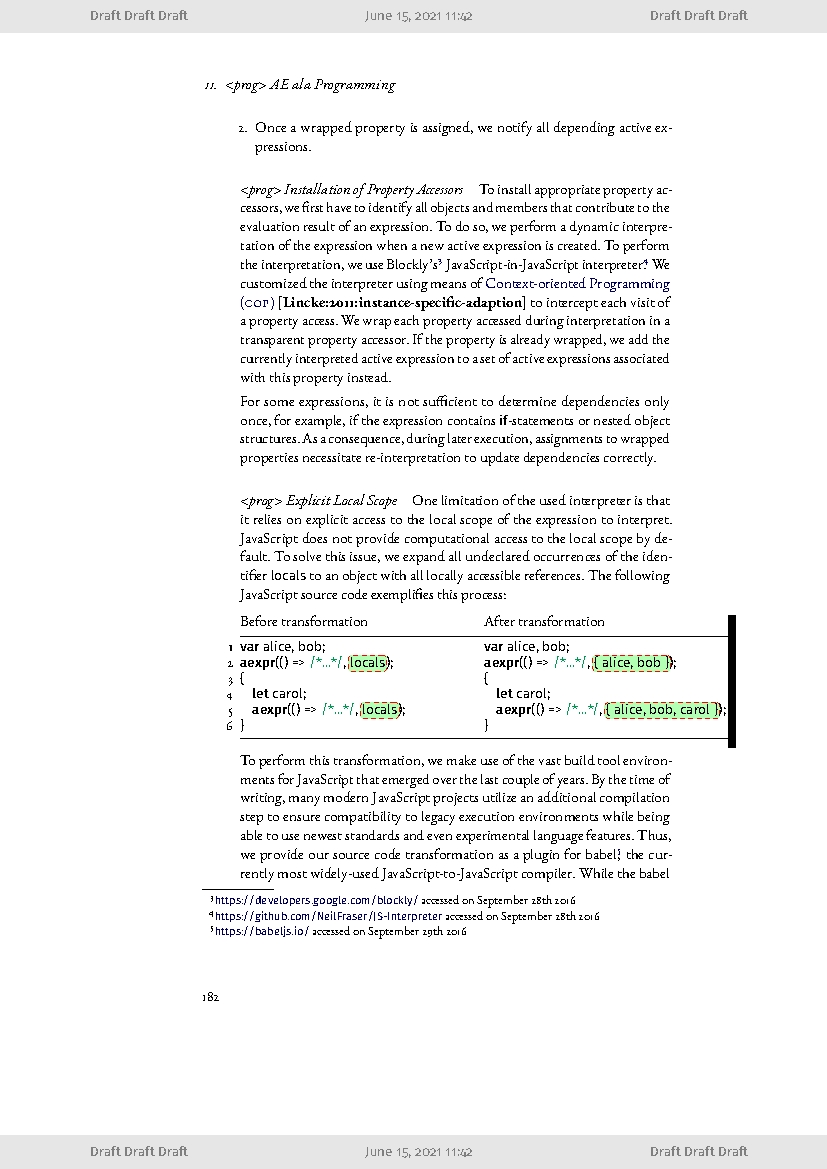 Draft Draft Draft June 15, 2021 11:42 Draft Draft Draft
11. <prog> AE ala Programming
2. Once a wrapped property is assigned, we notify all depending active ex-
pressions.
<prog> Installation of Property Accessors To install appropriate property ac-
cessors, we first have to identify all objects and members that contribute to the
evaluation result of an expression. To do so, we perform a dynamic interpre-
tation of the expression when a new active expression is created. To perform
the interpretation, we use Blockly's³ JavaScript-in-JavaScript interpreter.⁴ We
customized the interpreter using means of Context-oriented Programming
(COP) [Lincke:2011:instance-specific-adaption] to intercept each visit of
a property access. We wrap each property accessed during interpretation in a
transparent property accessor. If the property is already wrapped, we add the
currently interpreted active expression to a set of active expressions associated
with this property instead.
For some expressions, it is not sufficient to determine dependencies only
once, for example, if the expression contains if-statements or nested object
structures. As a consequence, during later execution, assignments to wrapped
properties necessitate re-interpretation to update dependencies correctly.
<prog> Explicit Local Scope One limitation of the used interpreter is that
it relies on explicit access to the local scope of the expression to interpret.
JavaScript does not provide computational access to the local scope by de-
fault. To solve this issue, we expand all undeclared occurrences of the iden-
tifier locals to an object with all locally accessible references. The following
JavaScript source code exemplifies this process:
Before transformation After transformation
1 var alice, bob; var alice, bob;
2 aexpr(() => /*...*/, locals); aexpr(() => /*...*/, { alice, bob });
3 { {
4 let carol; let carol;
5 aexpr(() => /*...*/, locals); aexpr(() => /*...*/, { alice, bob, carol });
6 } }
To perform this transformation, we make use of the vast build tool environ-
ments for JavaScript that emerged over the last couple of years. By the time of
writing, many modern JavaScript projects utilize an additional compilation
step to ensure compatibility to legacy execution environments while being
able to use newest standards and even experimental language features. Thus,
we provide our source code transformation as a plugin for babel,⁵ the cur-
rently most widely-used JavaScript-to-JavaScript compiler. While the babel
³https://developers.google.com/blockly/ accessed on September 28th 2016
⁴https://github.com/NeilFraser/JS-Interpreter accessed on September 28th 2016
⁵https://babeljs.io/ accessed on September 29th 2016
182
Draft Draft Draft June 15, 2021 11:42 Draft Draft Draft